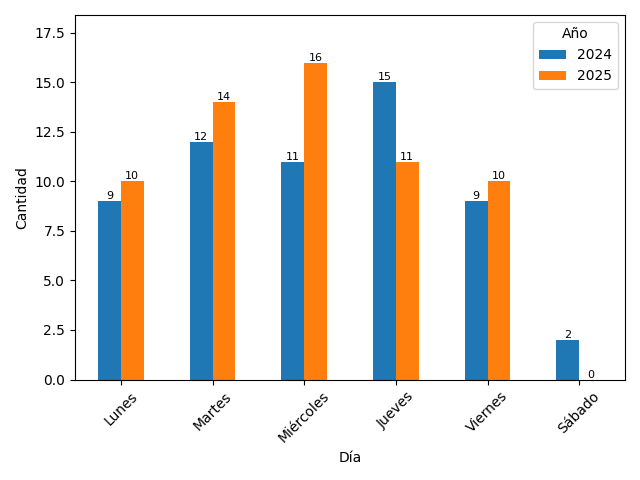 Año
2024
2025
17.5
15.0
12.5
10.0
7.5
5.0
2.5
0.0
Cantidad
9
10
12
14
11
16
15
11
9
10
2
0
Lunes
Martes
Miércoles
Jueves
Viernes
Sábado
Día